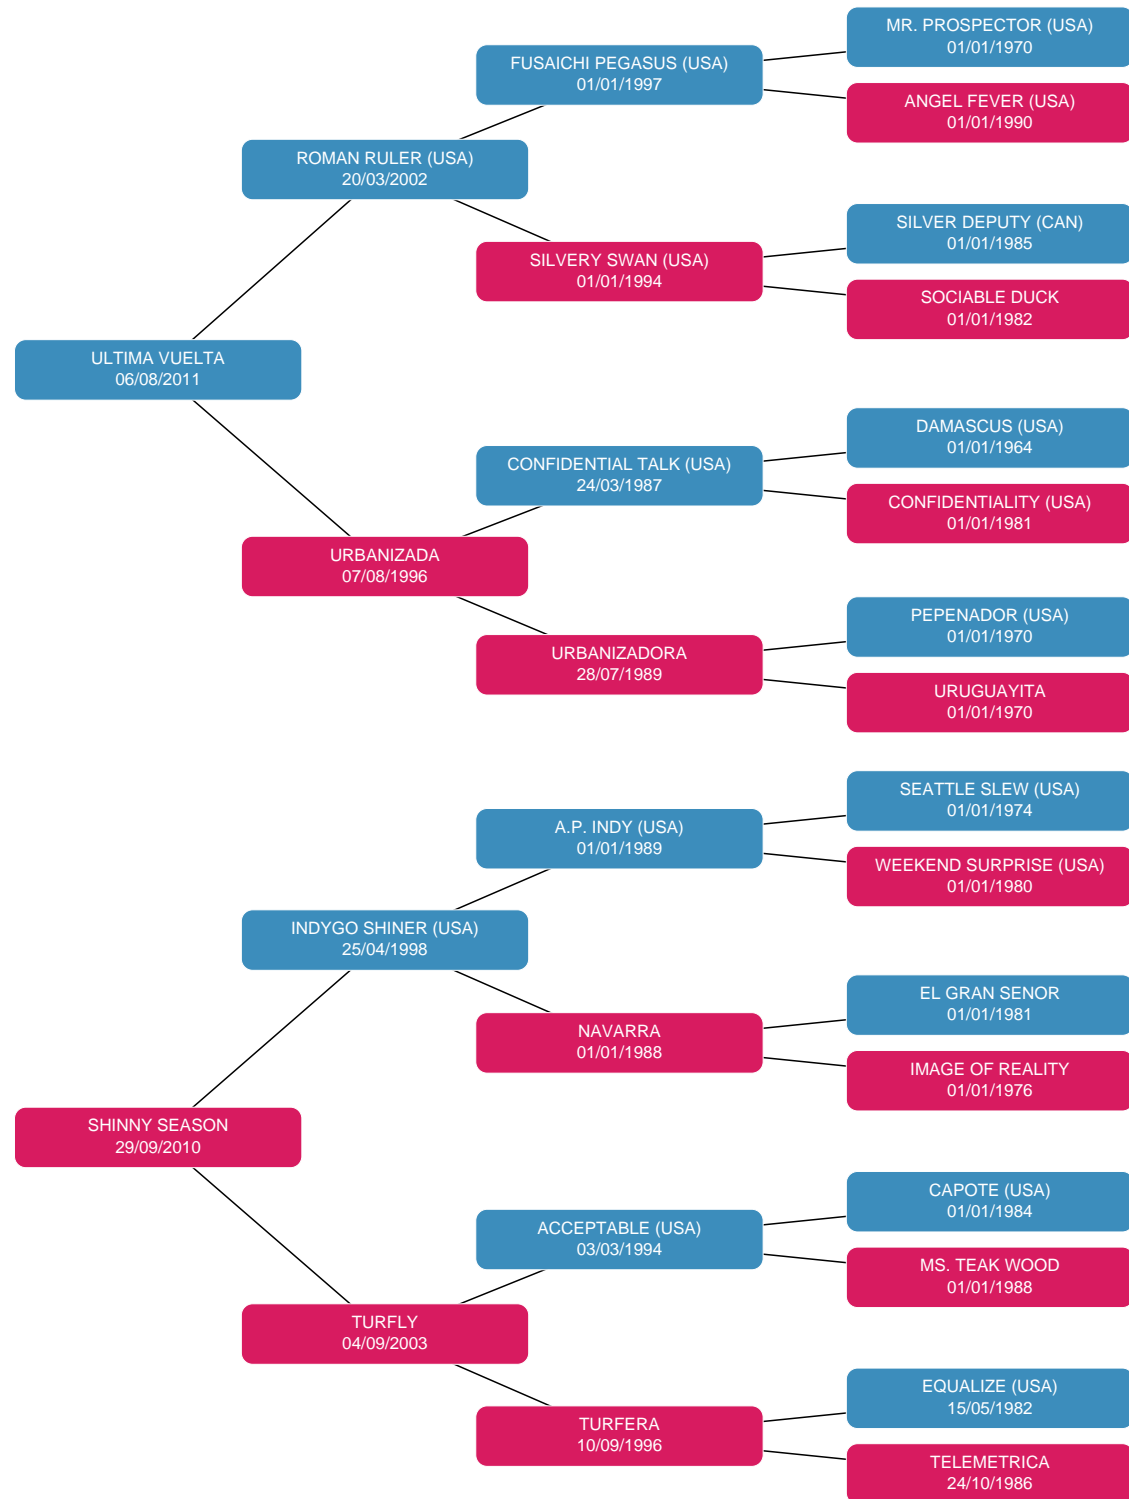 MR. PROSPECTOR (USA)
01/01/1970
FUSAICHI PEGASUS (USA)
01/01/1997
ANGEL FEVER (USA)
01/01/1990
ROMAN RULER (USA)
20/03/2002
SILVER DEPUTY (CAN)
01/01/1985
SILVERY SWAN (USA)
01/01/1994
SOCIABLE DUCK
01/01/1982
ULTIMA VUELTA
06/08/2011
DAMASCUS (USA)
01/01/1964
CONFIDENTIAL TALK (USA)
24/03/1987
CONFIDENTIALITY (USA)
01/01/1981
URBANIZADA
07/08/1996
PEPENADOR (USA)
01/01/1970
URBANIZADORA
28/07/1989
URUGUAYITA
01/01/1970
SEATTLE SLEW (USA)
01/01/1974
A.P. INDY (USA)
01/01/1989
WEEKEND SURPRISE (USA)
01/01/1980
INDYGO SHINER (USA)
25/04/1998
EL GRAN SENOR
01/01/1981
NAVARRA
01/01/1988
IMAGE OF REALITY
01/01/1976
SHINNY SEASON
29/09/2010
CAPOTE (USA)
01/01/1984
ACCEPTABLE (USA)
03/03/1994
MS. TEAK WOOD
01/01/1988
TURFLY
04/09/2003
EQUALIZE (USA)
15/05/1982
TURFERA
10/09/1996
TELEMETRICA
24/10/1986